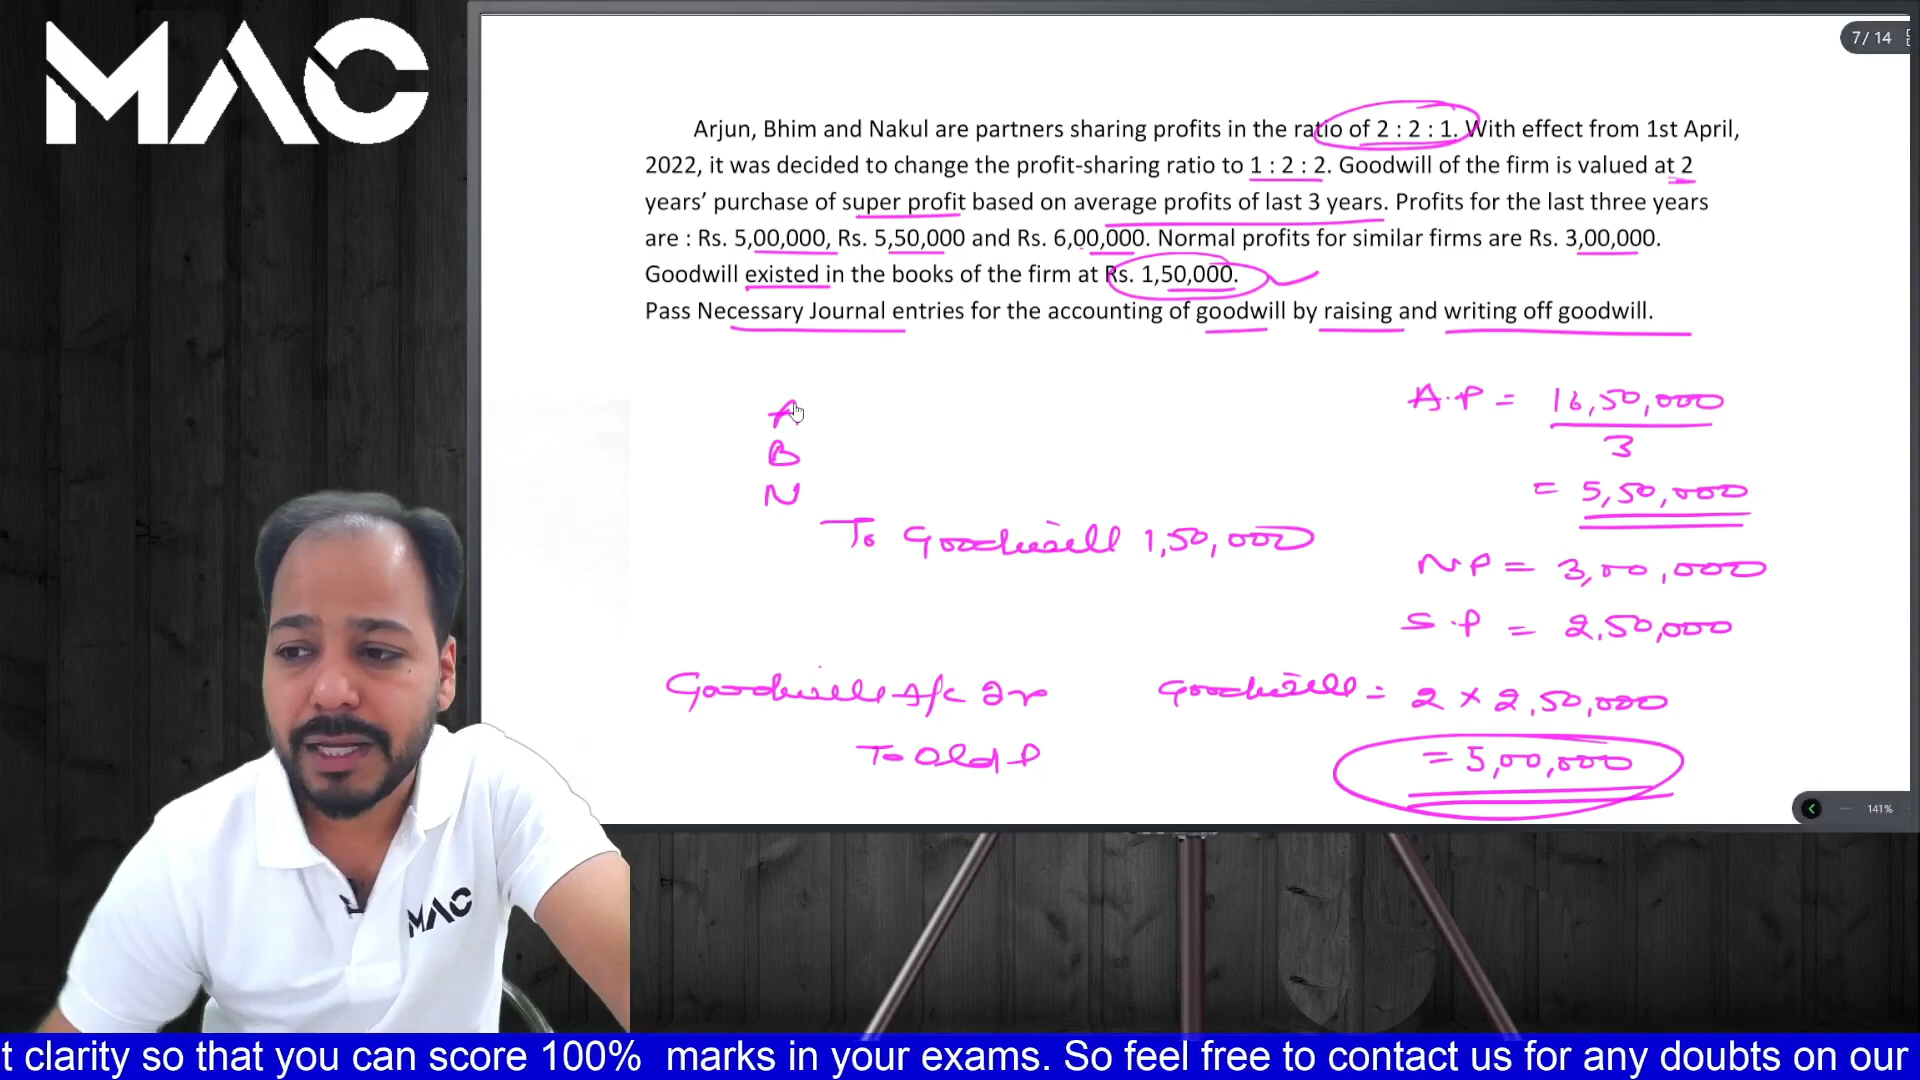 MAC
7 / 14
Arjun, Bhim and Nakul are partners sharing profits in the ratio of 2 : 2 : 1. With effect from 1st April,
2022, it was decided to change the profit-sharing ratio to 1 : 2 : 2. Goodwill of the firm is valued at 2
years’ purchase of super profit based on average profits of last 3 years. Profits for the last three years
are : Rs. 5,00,000, Rs. 5,50,000 and Rs. 6,00,000. Normal profits for similar firms are Rs. 3,00,000.
Goodwill existed in the books of the firm at Rs. 1,50,000.
Pass Necessary Journal entries for the accounting of goodwill by raising and writing off goodwill.
A
B
N
To Goodwill 1,50,000
Goodwill A/c Dr
To Old P
A.P = 16,50,000
3
= 5,50,000
N P = 3,00,000
S.P = 2,50,000
Goodwill = 2 × 2,50,000
= 5,00,000
141%
MAC
t clarity so that you can score 100% marks in your exams. So feel free to contact us for any doubts on our